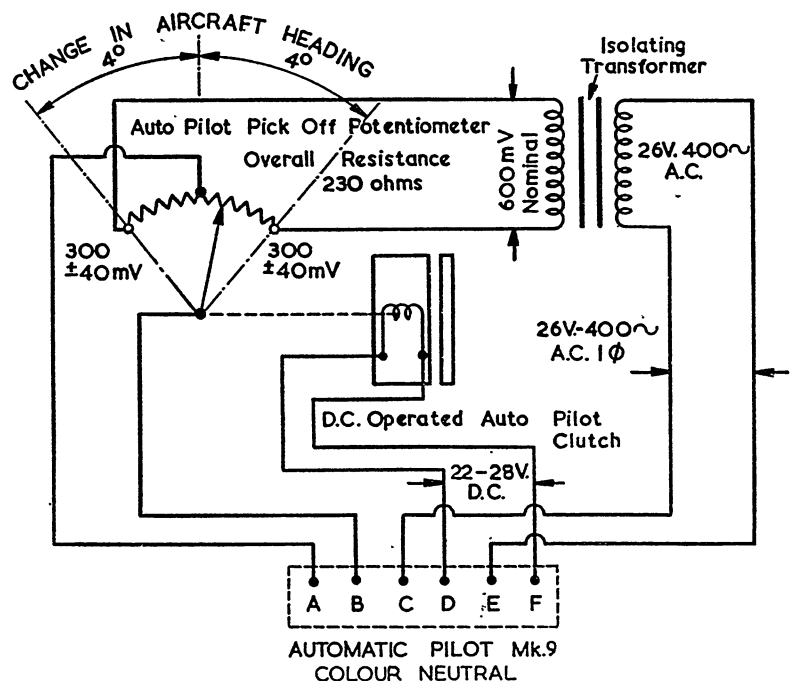 CHANGE IN AIRCRAFT HEADING
4° 4°
Isolating
Transformer
Auto Pilot Pick Off Potentiometer
Overall Resistance
230 ohms
600mV
Nominal
26V. 400~
A.C.
300
±40mV
300
±40mV
26V.-400~
A.C. 1ϕ
D.C. Operated Auto Pilot
Clutch
22-28V.
D.C.
A B C D E F
AUTOMATIC PILOT Mk.9
COLOUR NEUTRAL